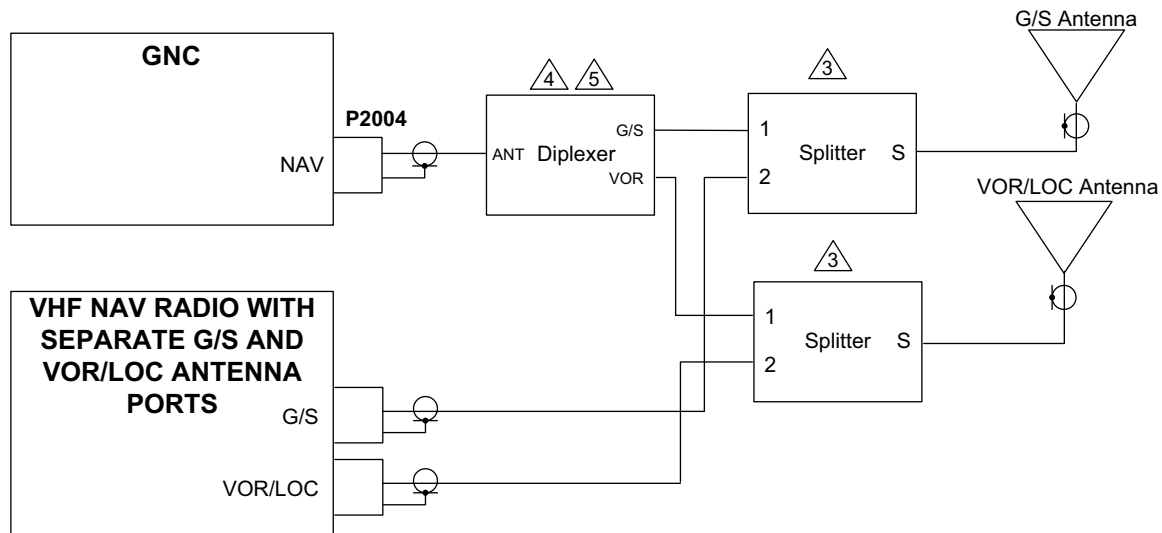 GNC
P2004
NAV
4
5
G/S
ANT
Diplexer
VOR
3
1
2
Splitter
S
G/S Antenna
VOR/LOC Antenna
3
1
2
Splitter
S
VHF NAV RADIO WITH
SEPARATE G/S AND
VOR/LOC ANTENNA
PORTS
G/S
VOR/LOC